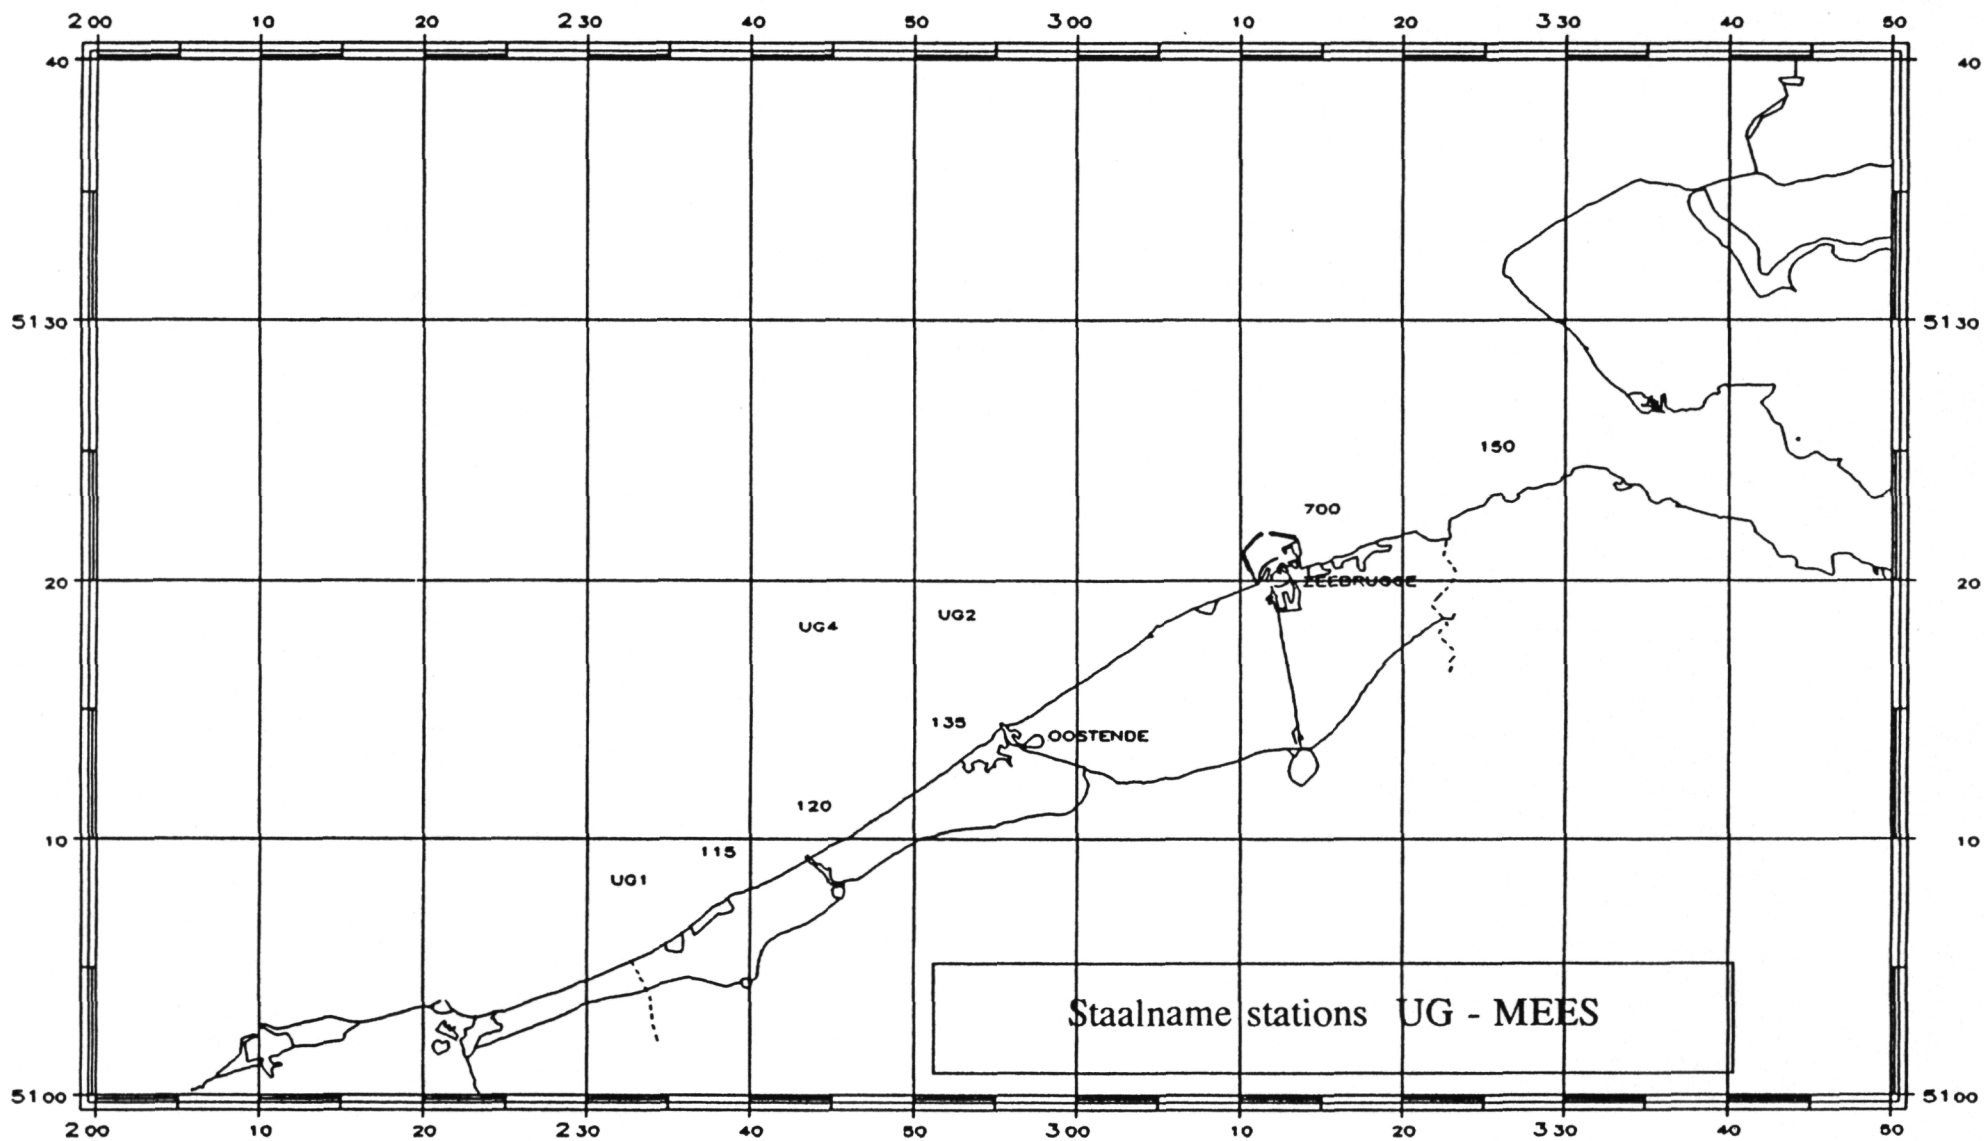 2 00 10 20 2 30 40 50 3 00 10 20 3 30 40 50
40 40
51 30 51 30
150
700
20 ZEEBRUGGE 20
UG4 UG2
135 OOSTENDE
120
10 10
115
UG1
Staalname stations UG - MEES
51 00 51 00
2 00 10 20 2 30 40 50 3 00 10 20 3 30 40 50